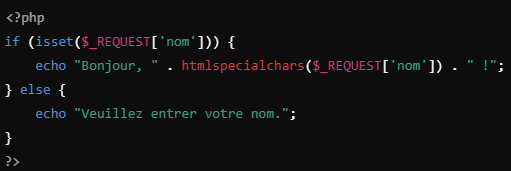 <?php
if (isset($_REQUEST['nom'])) {
    echo "Bonjour, " . htmlspecialchars($_REQUEST['nom']) . " !";
} else {
    echo "Veuillez entrer votre nom.";
}
?>